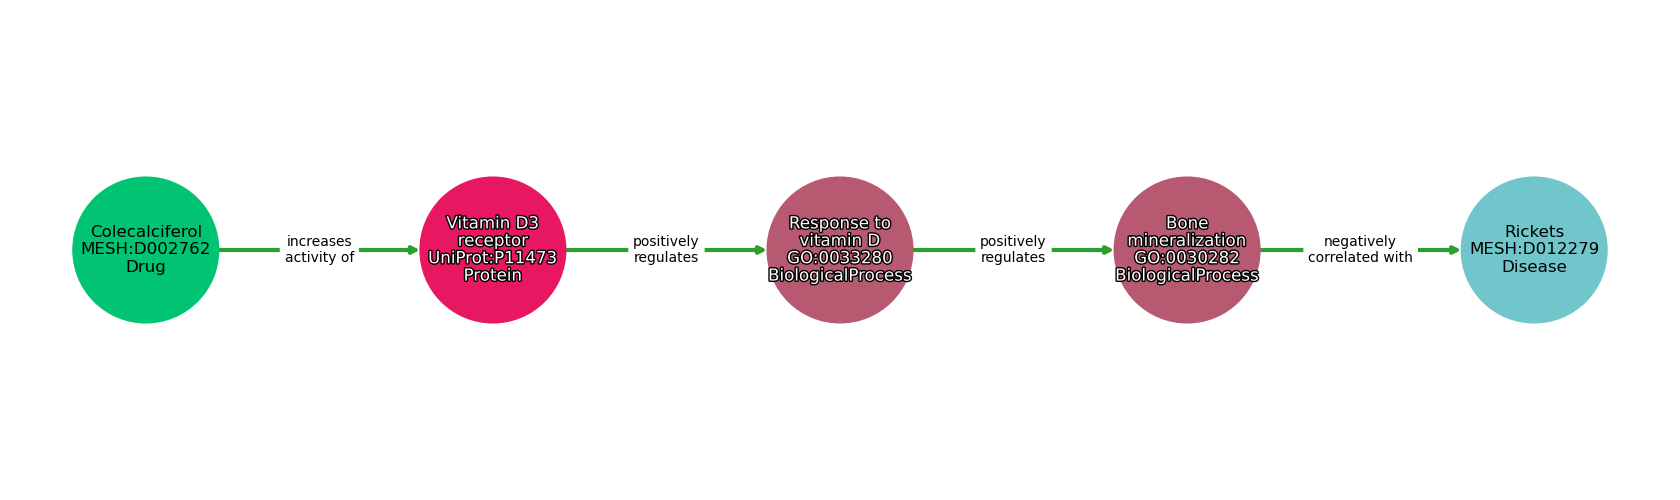 Colecalciferol
MESH:D002762
Drug
increases
activity of
Vitamin D3
receptor
UniProt:P11473
Protein
positively
regulates
Response to
vitamin D
GO:0033280
BiologicalProcess
positively
regulates
Bone
mineralization
GO:0030282
BiologicalProcess
negatively
correlated with
Rickets
MESH:D012279
Disease